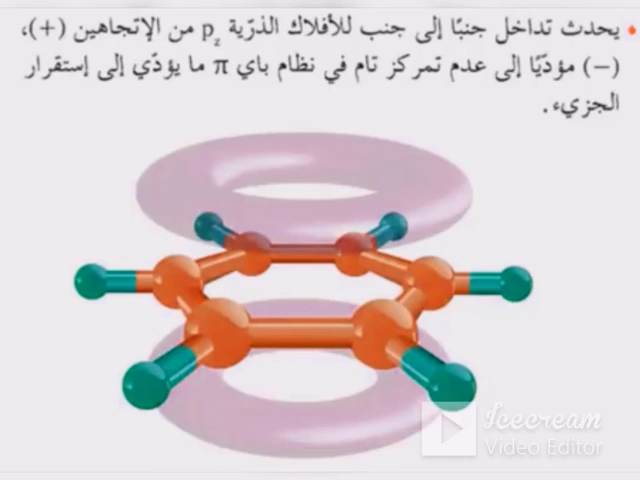 • يحدث تداخل جنبًا إلى جنب للأفلاك الذرّية pz من الإتجاهين (+)،
(−) مؤدّيًا إلى عدم تمركز تام في نظام باي π ما يؤدّي إلى إستقرار
الجزيء.
Icecream
Video Editor